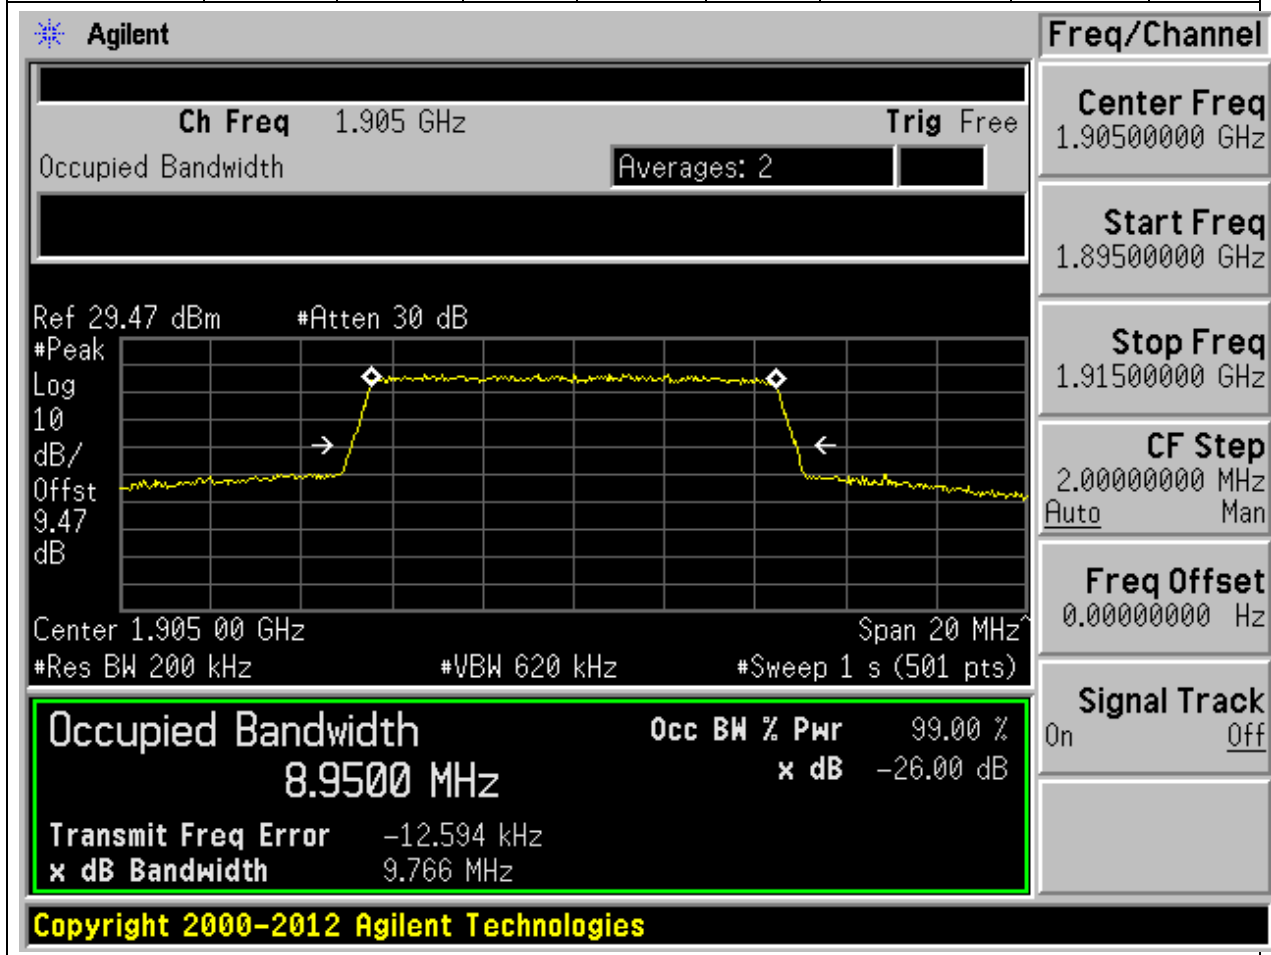 Agilent
Freq/Channel
Ch Freq 1.905 GHz Trig Free
Occupied Bandwidth Averages: 2
Center Freq
1.90500000 GHz
Start Freq
1.89500000 GHz
Stop Freq
1.91500000 GHz
CF Step
2.00000000 MHz
Auto Man
Freq Offset
0.00000000 Hz
Signal Track
On Off
Ref 29.47 dBm #Atten 30 dB
#Peak
Log
10
dB/
Offst
9.47
dB
Center 1.905 00 GHz Span 20 MHz^
#Res BW 200 kHz #VBW 620 kHz #Sweep 1 s (501 pts)
Occupied Bandwidth Occ BW % Pwr 99.00 %
8.9500 MHz x dB -26.00 dB
Transmit Freq Error -12.594 kHz
x dB Bandwidth 9.766 MHz
Copyright 2000-2012 Agilent Technologies